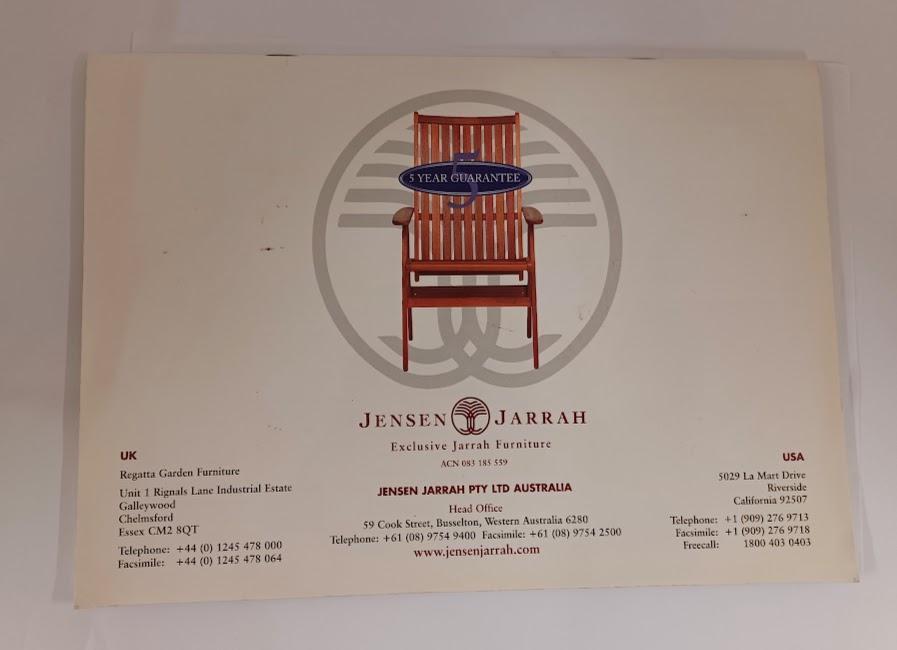 5
5 YEAR GUARANTEE
JENSEN JARRAH
Exclusive Jarrah Furniture
ACN 083 185 559
UK
Regatta Garden Furniture
Unit 1 Rignals Lane Industrial Estate
Galleywood
Chelmsford
Essex CM2 8QT
Telephone: +44 (0) 1245 478 000
Facsimile: +44 (0) 1245 478 064
JENSEN JARRAH PTY LTD AUSTRALIA
Head Office
59 Cook Street, Busselton, Western Australia 6280
Telephone: +61 (08) 9754 9400 Facsimile: +61 (08) 9754 2500
www.jensenjarrah.com
USA
5029 La Mart Drive
Riverside
California 92507
Telephone: +1 (909) 276 9713
Facsimile: +1 (909) 276 9718
Freecall: 1800 403 0403